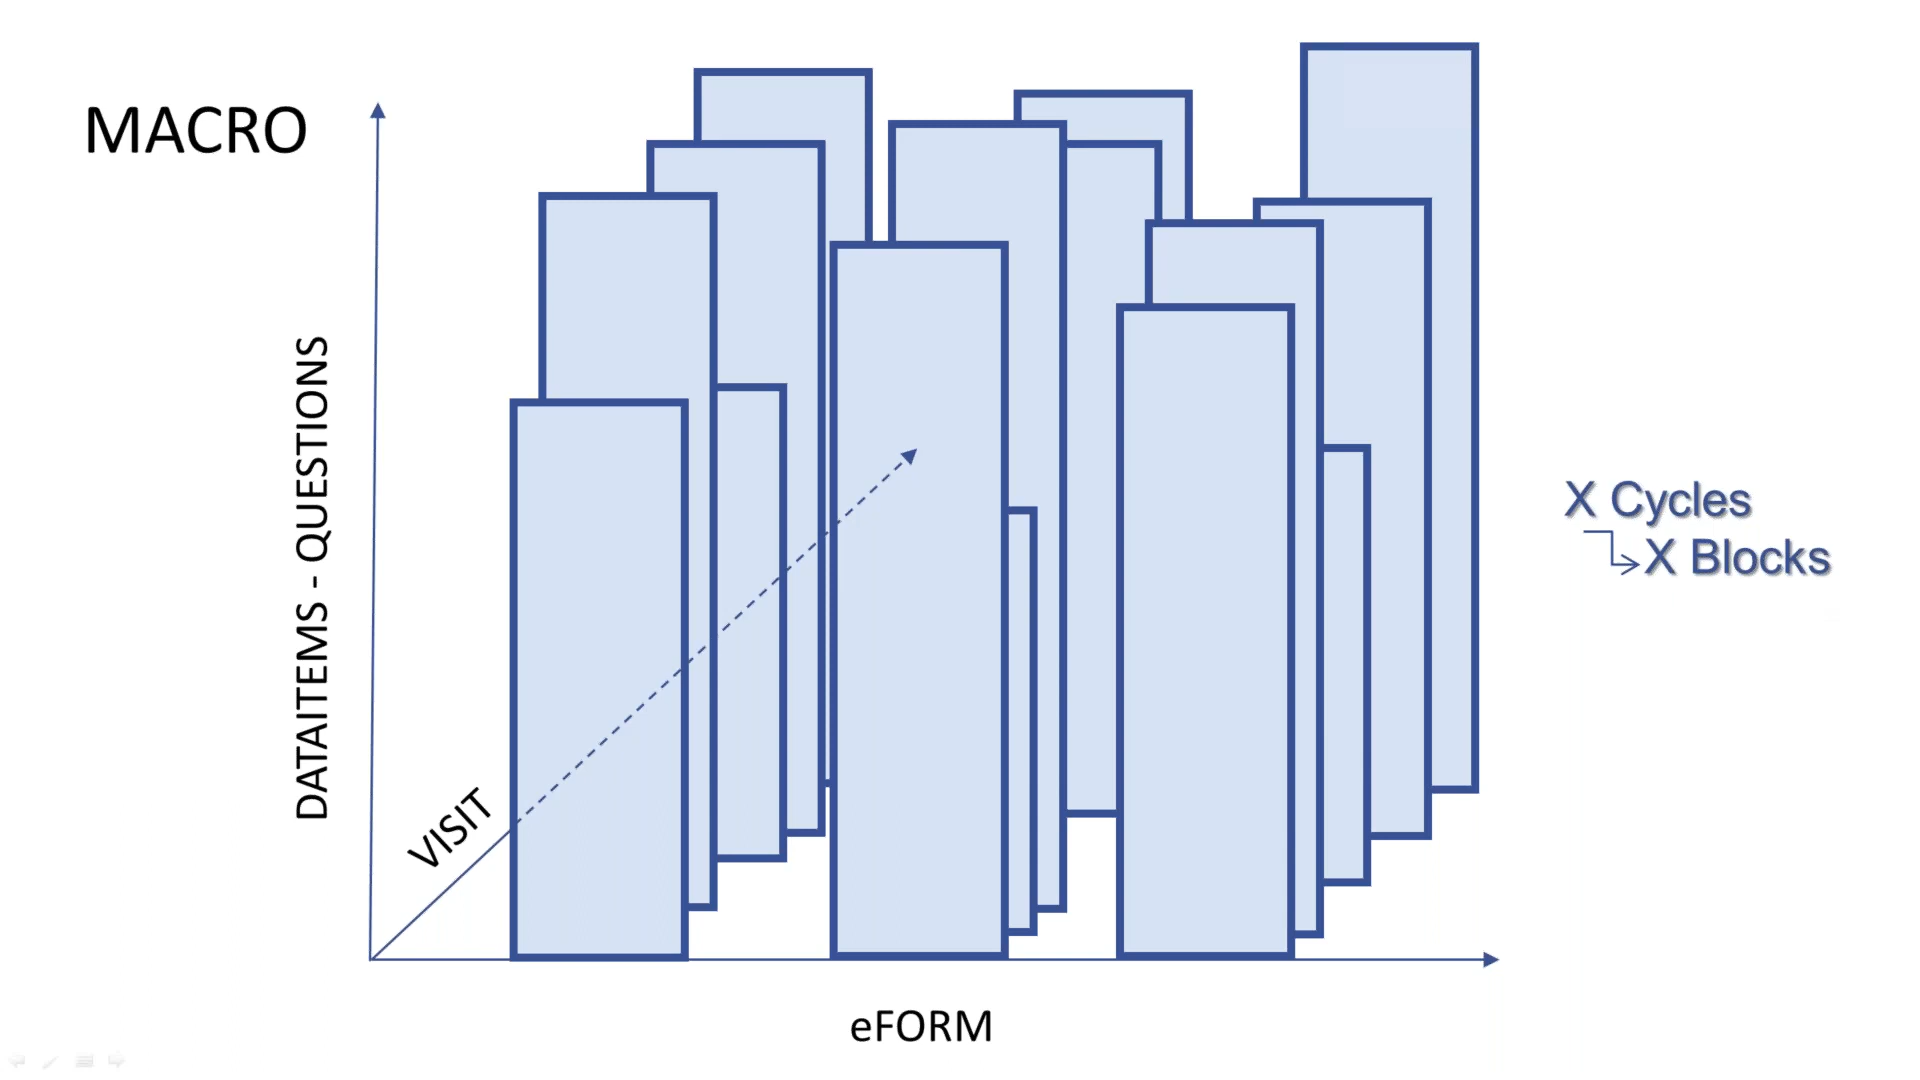 MACRO
DATAITEMS - QUESTIONS
VISIT
eFORM
X Cycles
X Blocks